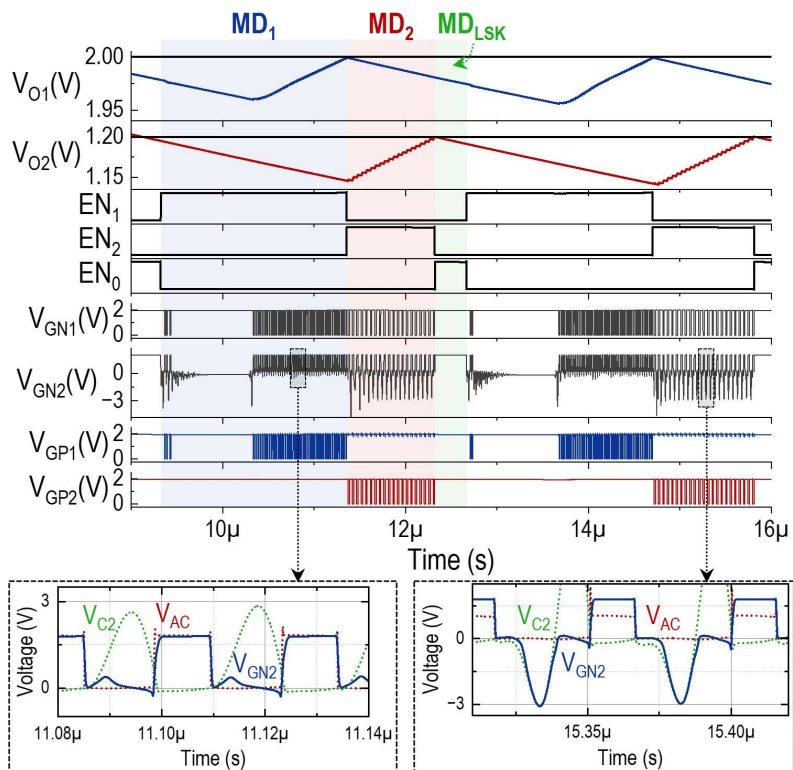 MD1 MD2 MDLSK
VO1(V) 2.00 1.95
VO2(V) 1.20 1.15
EN1
EN2
EN0
VGN1(V) 2 0
VGN2(V) 0 −3
VGP1(V) 2 0
VGP2(V) 2 0
10µ 12µ 14µ 16µ
Time (s)
Voltage (V) 3 0 VC2 VAC VGN2
11.08µ 11.10µ 11.12µ 11.14µ
Time (s)
Voltage (V) 0 −3 VC2 VAC VGN2
15.35µ 15.40µ
Time (s)